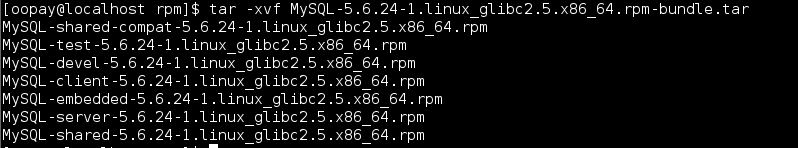 [oopay@localhost rpm]$ tar -xvf MySQL-5.6.24-1.linux_glibc2.5.x86_64.rpm-bundle.tar
MySQL-shared-compat-5.6.24-1.linux_glibc2.5.x86_64.rpm
MySQL-test-5.6.24-1.linux_glibc2.5.x86_64.rpm
MySQL-devel-5.6.24-1.linux_glibc2.5.x86_64.rpm
MySQL-client-5.6.24-1.linux_glibc2.5.x86_64.rpm
MySQL-embedded-5.6.24-1.linux_glibc2.5.x86_64.rpm
MySQL-server-5.6.24-1.linux_glibc2.5.x86_64.rpm
MySQL-shared-5.6.24-1.linux_glibc2.5.x86_64.rpm